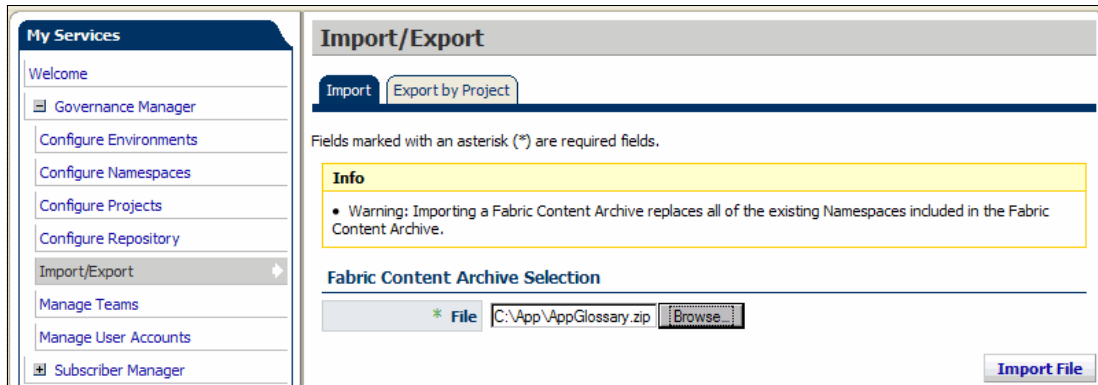 My Services
Welcome
Governance Manager
Configure Environments
Configure Namespaces
Configure Projects
Configure Repository
Import/Export
Manage Teams
Manage User Accounts
Subscriber Manager
Import/Export
Import
Export by Project
Fields marked with an asterisk (*) are required fields.
Info
• Warning: Importing a Fabric Content Archive replaces all of the existing Namespaces included in the Fabric
Content Archive.
Fabric Content Archive Selection
* File C:\App\AppGlossary.zip Browse...
Import File